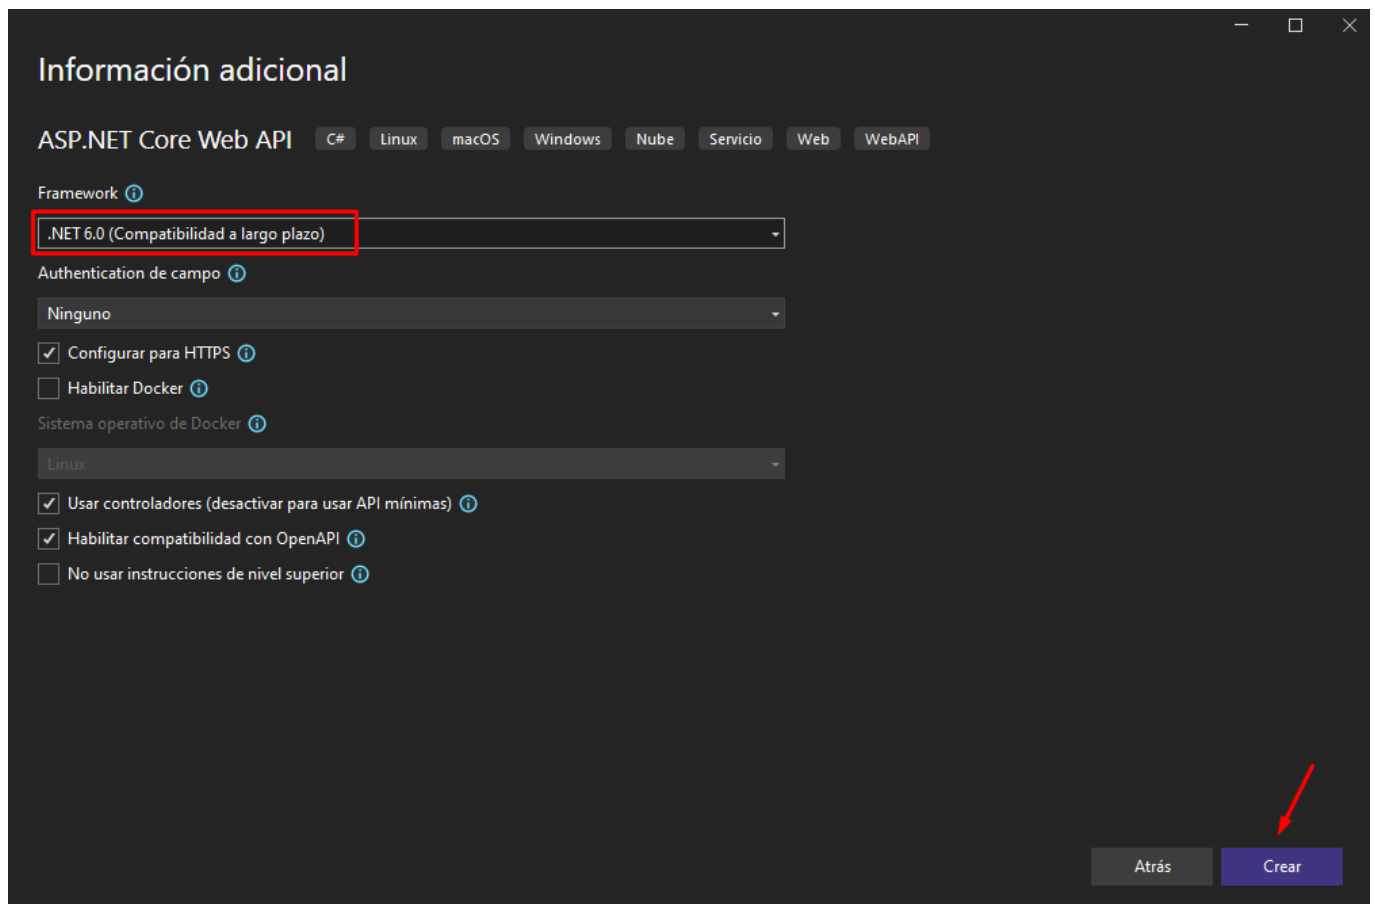 Información adicional
ASP.NET Core Web API C# Linux macOS Windows Nube Servicio Web WebAPI
Framework
.NET 6.0 (Compatibilidad a largo plazo)
Authentication de campo
Ninguno
Configurar para HTTPS
Habilitar Docker
Sistema operativo de Docker
Linux
Usar controladores (desactivar para usar API mínimas)
Habilitar compatibilidad con OpenAPI
No usar instrucciones de nivel superior
Atrás Crear